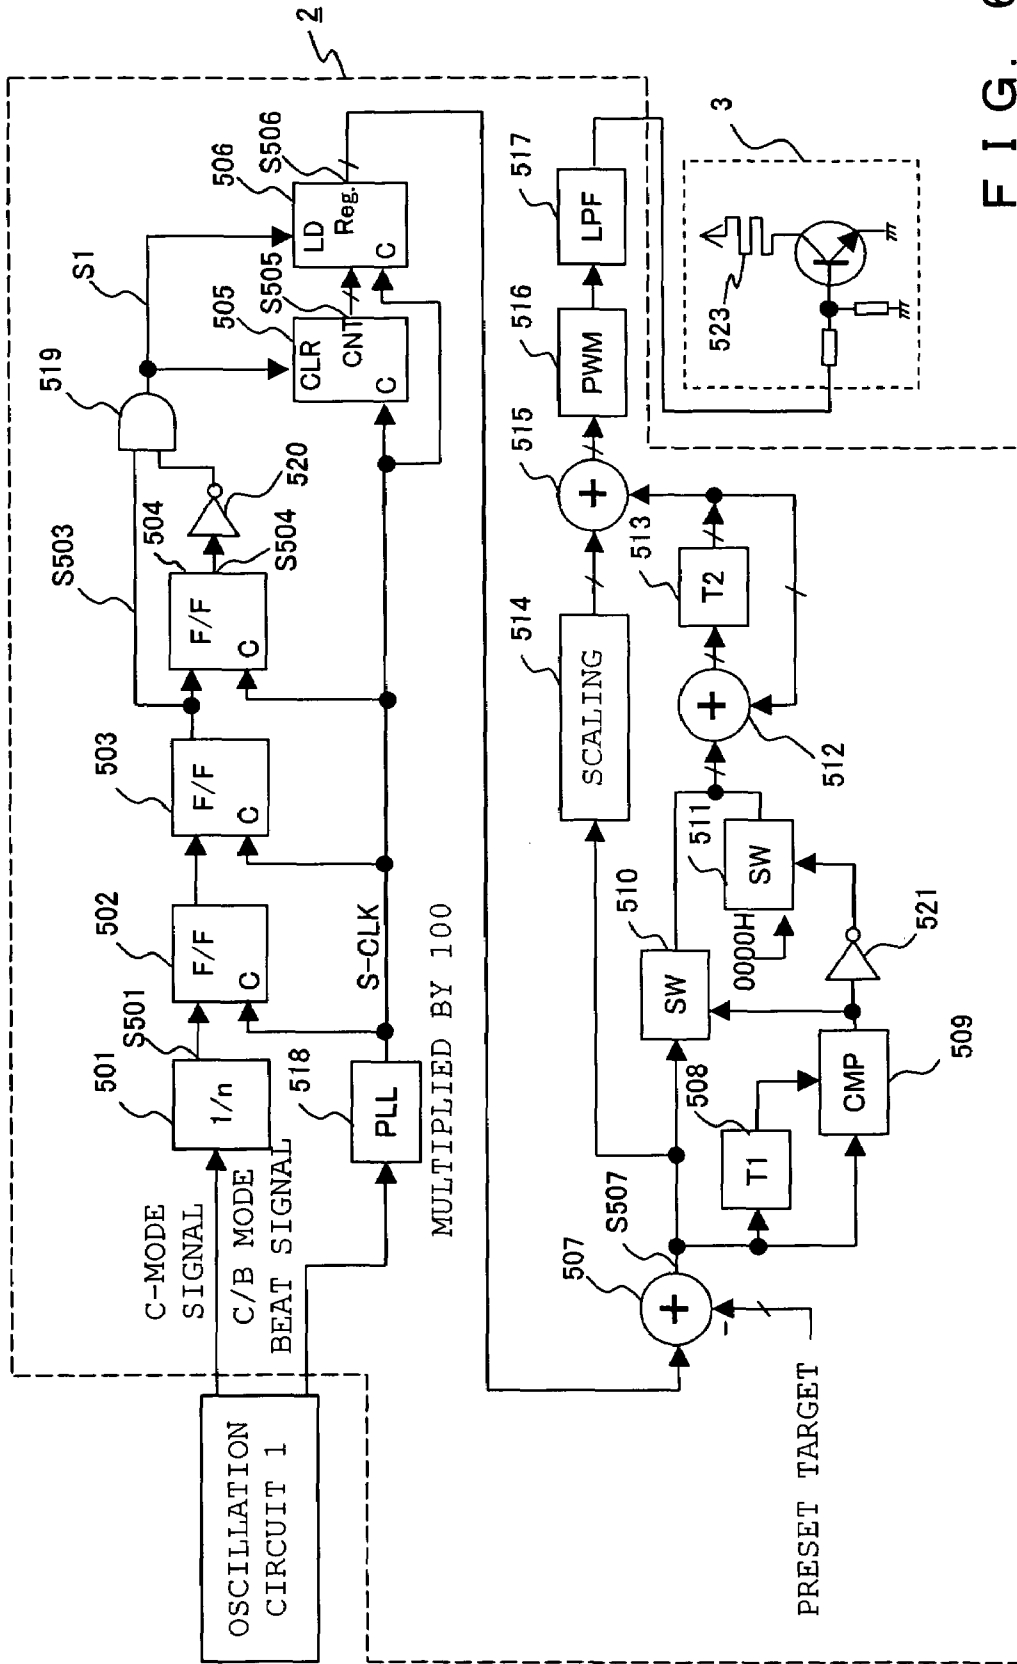 OSCILLATION
CIRCUIT 1
C-MODE
SIGNAL
C/B MODE
BEAT SIGNAL
501
1/n
S501
502
F/F
C
503
F/F
C
S503
504
F/F
C
S504
520
519
S1
505
CLR
CNT
C
S505
506
LD
Reg.
C
S506
2
518
PLL
S-CLK
MULTIPLIED BY 100
507
+
-
S507
PRESET TARGET
508
T1
CMP
509
510
SW
0000H
511
SW
521
+
512
513
T2
514
SCALING
515
+
516
PWM
517
LPF
523
3
F I G. 6